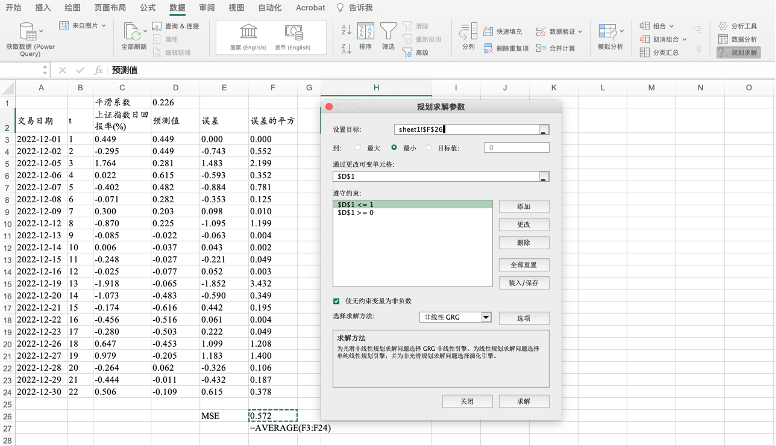 开始 插入 绘图 页面布局 公式 数据 审阅 视图 自动化 Acrobat 告诉我
获取数据 (Power Query)
来自图片
全部刷新
查询 & 连接
属性
编辑链接
股票 (English)
货币 (English)
排序
筛选
清除
重新应用
高级
分列
快速填充
删除重复项
数据验证
合并计算
模拟分析
组合
取消组合
分类汇总
分析工具
数据分析
规划求解
fx 预测值
A B C D E F G H I J K L M N O
1 平滑系数 0.226
2 交易日期 t 上证指数日回报率(%) 预测值 误差 误差的平方
3 2022-12-01 1 0.449 0.449 0.000 0.000
4 2022-12-02 2 -0.295 0.449 -0.743 0.552
5 2022-12-05 3 1.764 0.281 1.483 2.199
6 2022-12-06 4 0.022 0.615 -0.593 0.352
7 2022-12-07 5 -0.402 0.482 -0.884 0.781
8 2022-12-08 6 -0.071 0.282 -0.353 0.125
9 2022-12-09 7 0.300 0.203 0.098 0.010
10 2022-12-12 8 -0.870 0.225 -1.095 1.199
11 2022-12-13 9 -0.085 -0.022 -0.063 0.004
12 2022-12-14 10 0.006 -0.037 0.043 0.002
13 2022-12-15 11 -0.248 -0.027 -0.221 0.049
14 2022-12-16 12 -0.025 -0.077 0.052 0.003
15 2022-12-19 13 -1.918 -0.065 -1.852 3.432
16 2022-12-20 14 -1.073 -0.483 -0.590 0.349
17 2022-12-21 15 -0.174 -0.616 0.442 0.195
18 2022-12-22 16 -0.456 -0.516 0.061 0.004
19 2022-12-23 17 -0.280 -0.503 0.222 0.049
20 2022-12-26 18 0.647 -0.453 1.099 1.208
21 2022-12-27 19 0.979 -0.205 1.183 1.400
22 2022-12-28 20 -0.264 0.062 -0.326 0.106
23 2022-12-29 21 -0.444 -0.011 -0.432 0.187
24 2022-12-30 22 0.506 -0.109 0.615 0.378
25
26 MSE 0.572
27 =AVERAGE(F3:F24)
28
规划求解参数
设置目标: sheet1!$F$26
到: 最大 最小 目标值: 0
通过更改可变单元格:
$D$1
遵守约束:
$D$1 <= 1
$D$1 >= 0
添加
更改
删除
全部重置
装入/保存
使无约束变量为非负数
选择求解方法: 非线性 GRG 选项
求解方法
为光滑非线性规划求解问题选择 GRG 非线性引擎。为线性规划求解问题选择
单纯线性规划引擎，并为非光滑规划求解问题选择演化引擎。
关闭 求解